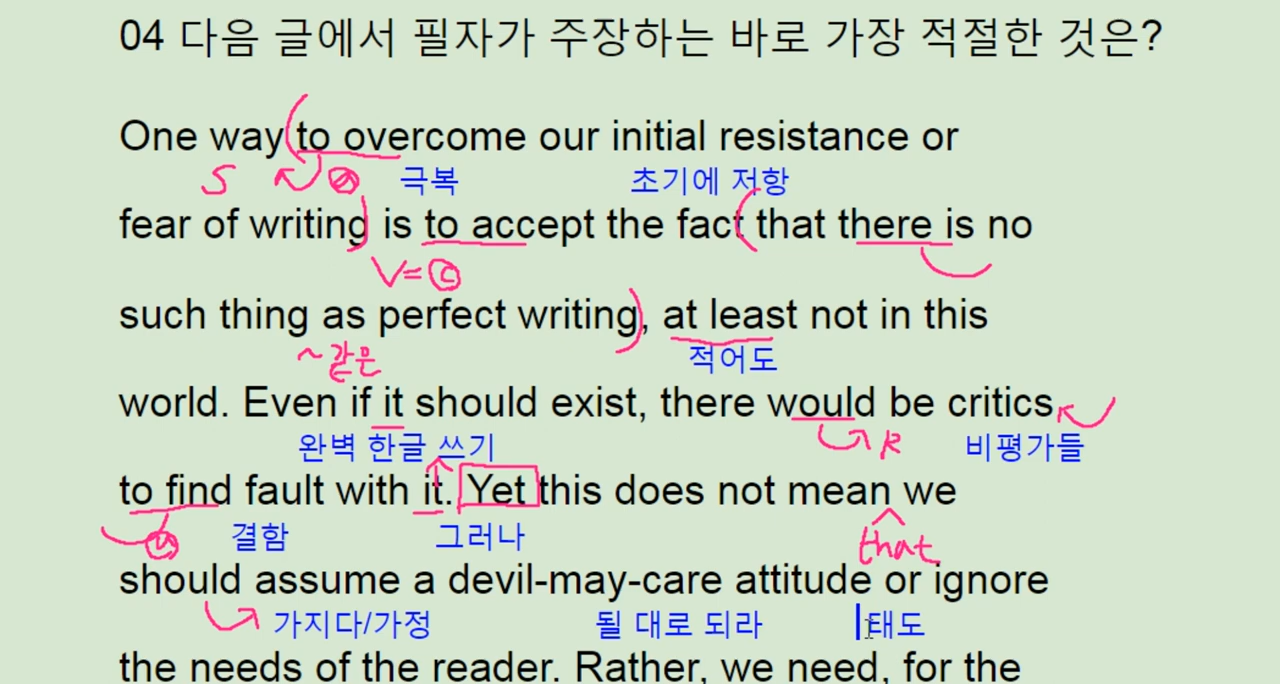 04 다음 글에서 필자가 주장하는 바로 가장 적절한 것은?
One way to overcome our initial resistance or
S ⓐ 극복 초기에 저항
fear of writing is to accept the fact that there is no
V= ⓒ
such thing as perfect writing, at least not in this
~같은 적어도
world. Even if it should exist, there would be critics
완벽 한글 쓰기 R 비평가들
to find fault with it. Yet this does not mean we
ⓐ 결함 그러나 that
should assume a devil-may-care attitude or ignore
가지다/가정 될 대로 되라 태도
the needs of the reader. Rather, we need, for the